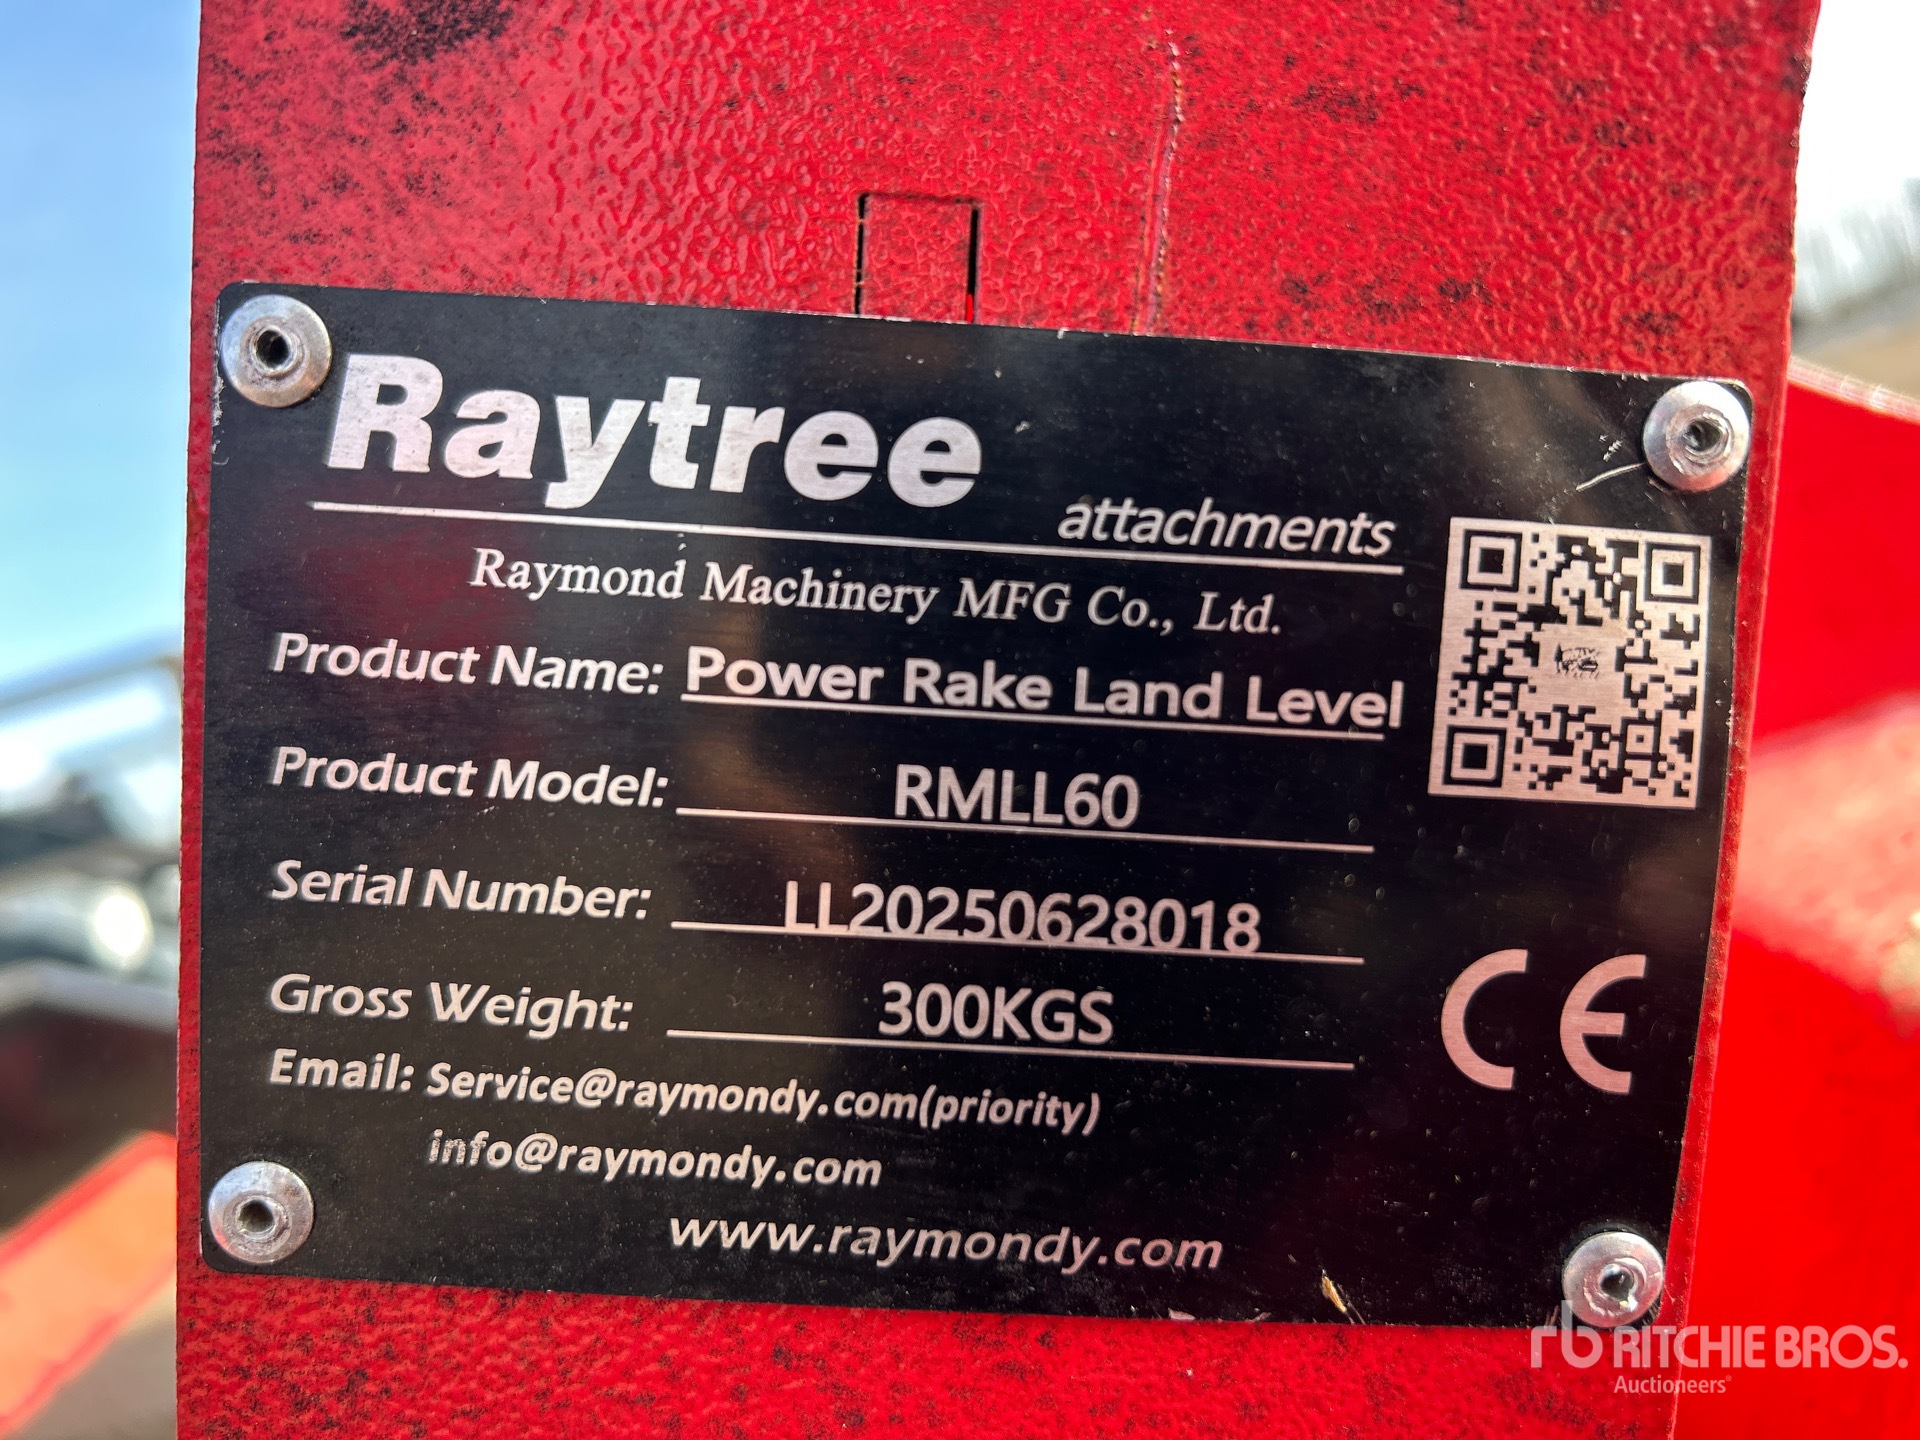 Raytree
attachments
Raymond Machinery MFG Co., Ltd.
Product Name: Power Rake Land Level
Product Model: RMLL60
Serial Number: LL20250628018
Gross Weight: 300KGS
Email: Service@raymondy.com(priority)
info@raymondy.com
www.raymondy.com
CE
rb RITCHIE BROS.
Auctioneers®